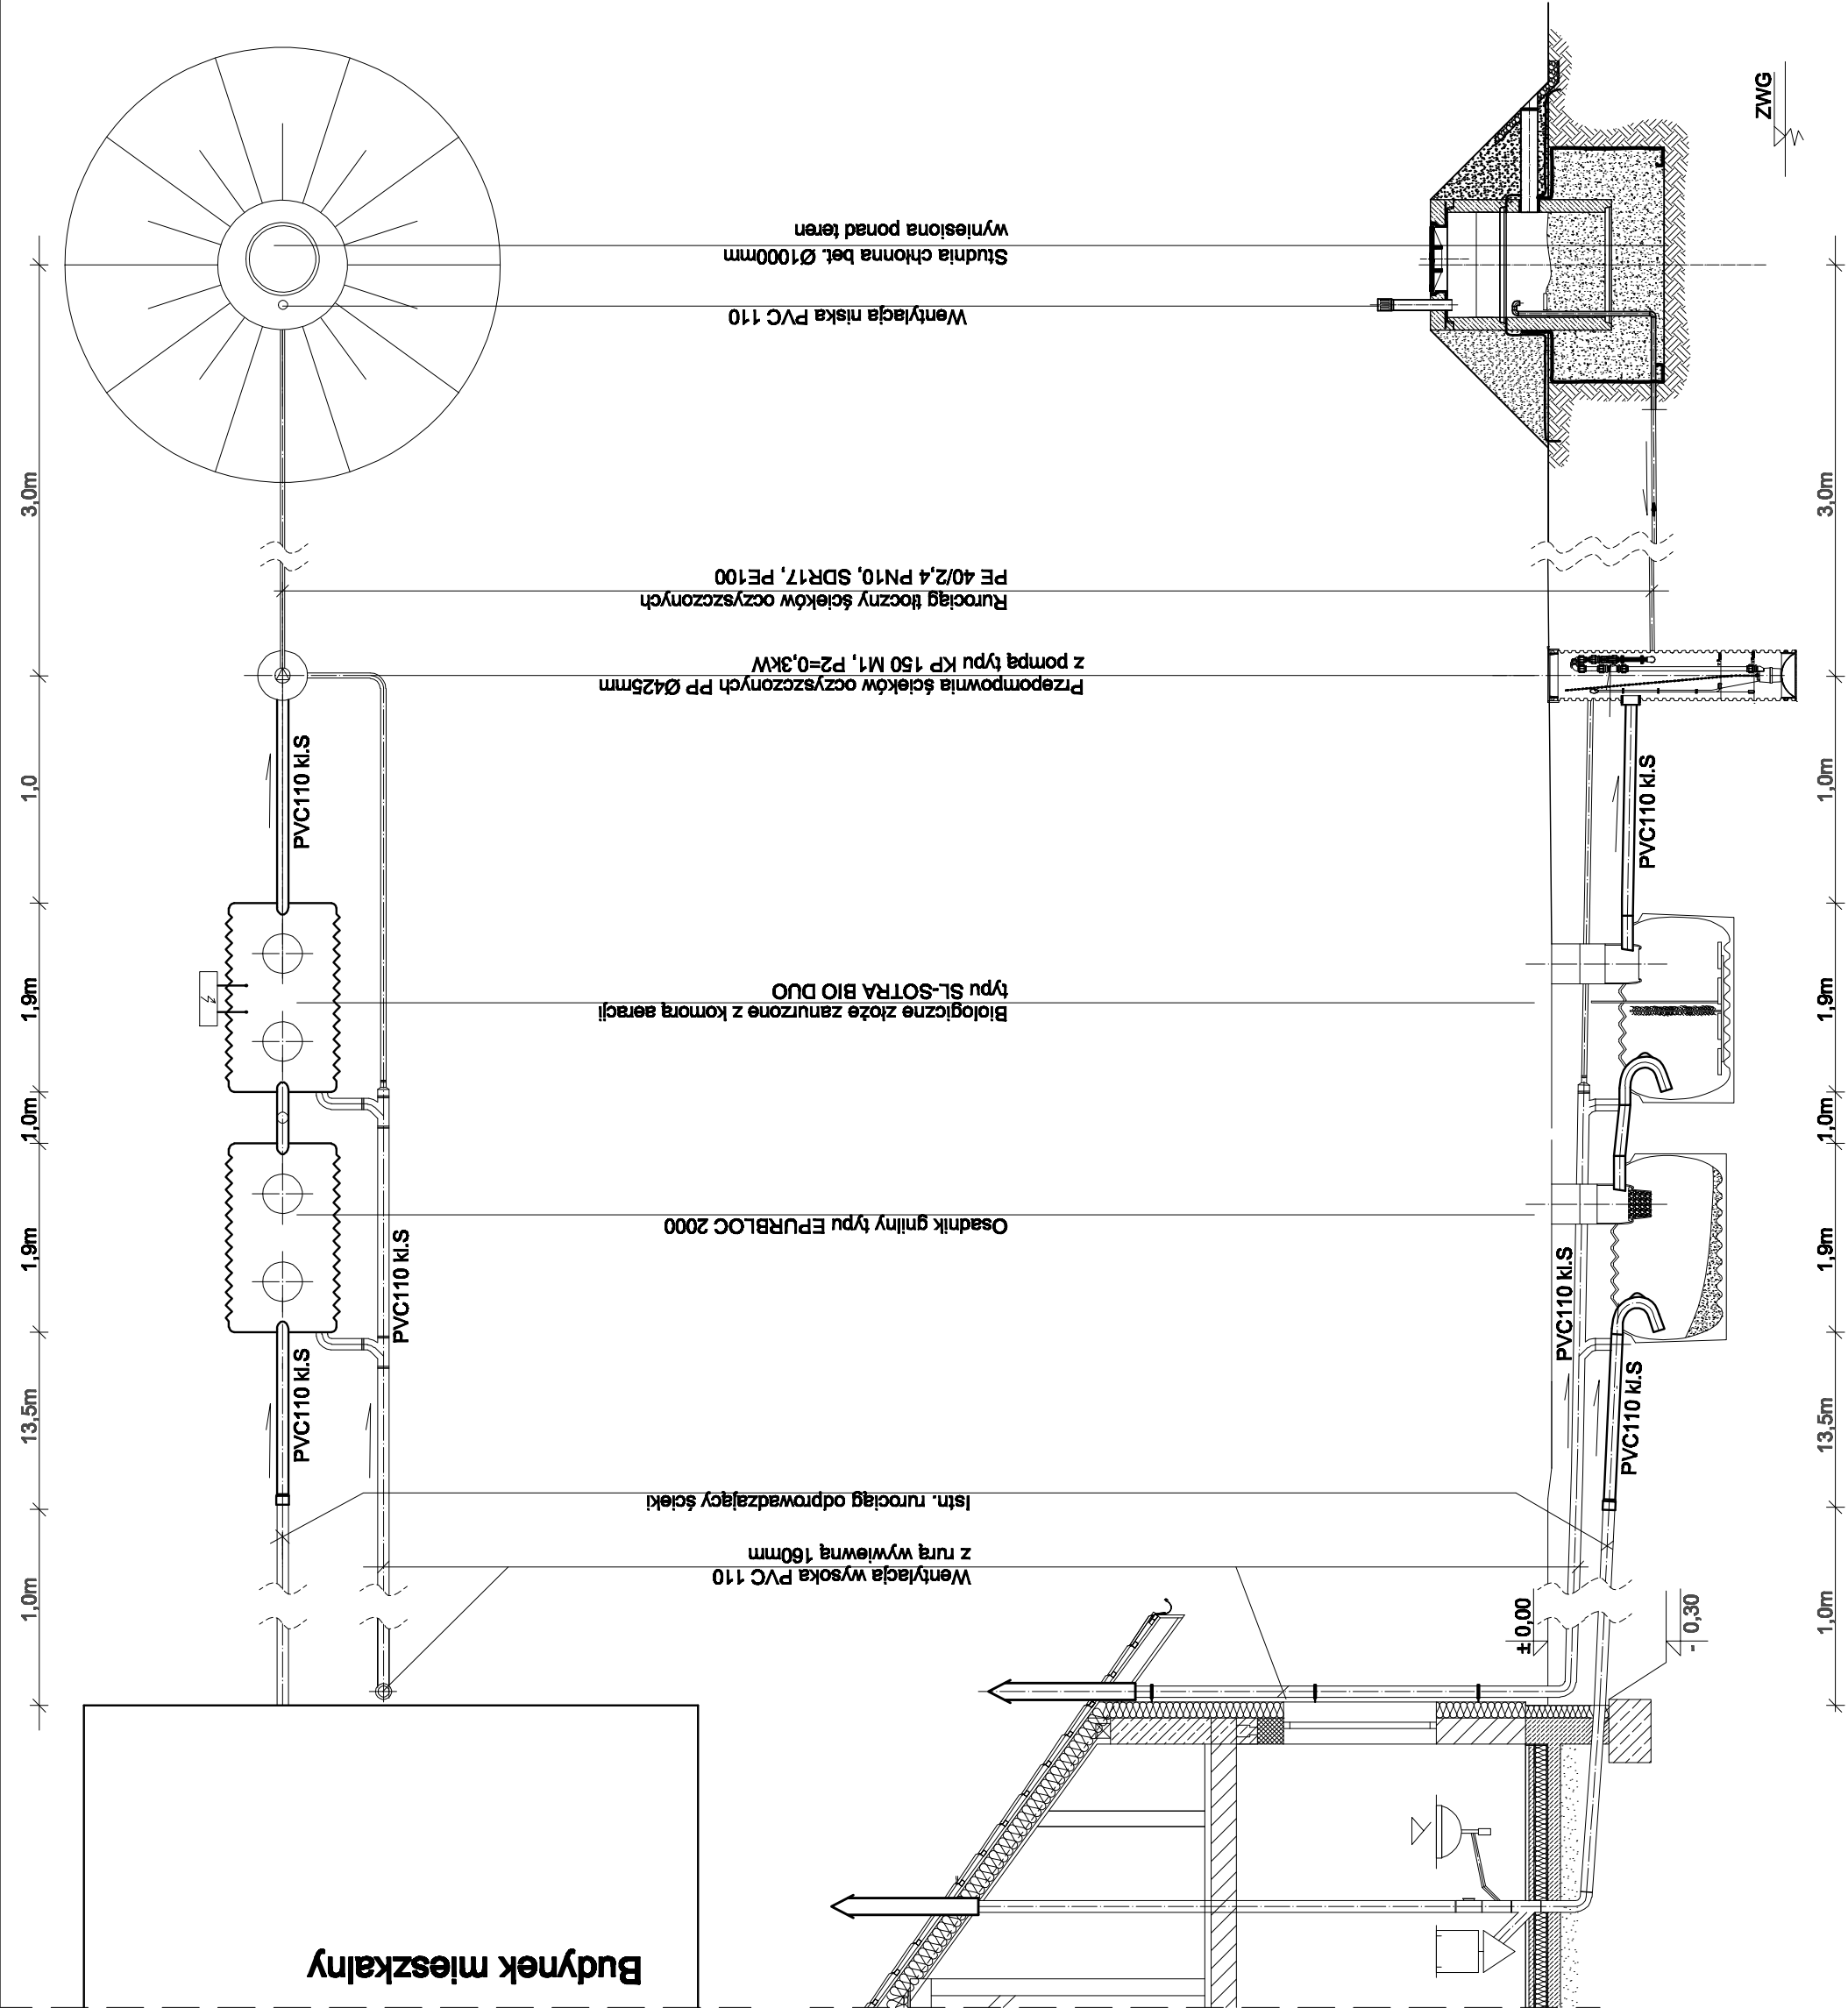 Budynek mieszkalny
Wentylacja wysoka PVC 110
z rurą wywiewną 160mm
Istn. rurociąg odprowadzający ścieki
Osadnik gnilny typu EPURBLOC 2000
Biologiczne złoże zanurzone z komorą aeracji
typu SL-SOTRA BIO DUO
Przepompownia ścieków oczyszczonych PP Ø425mm
z pompą typu KP 150 M1, P2=0,3kW
Rurociąg tłoczny ścieków oczyszczonych
PE 40/2,4 PN10, SDR17, PE100
Wentylacja niska PVC 110
Studnia chłonna bet. Ø1000mm
wyniesiona ponad teren
1,0m
13,5m
1,9m
1,0m
1,9m
1,0
3,0m
PVC110 kl.S
PVC110 kl.S
PVC110 kl.S
± 0,00
- 0,30
PVC110 kl.S
PVC110 kl.S
PVC110 kl.S
ZWG
1,0m
13,5m
1,9m
1,0m
1,9m
1,0m
3,0m